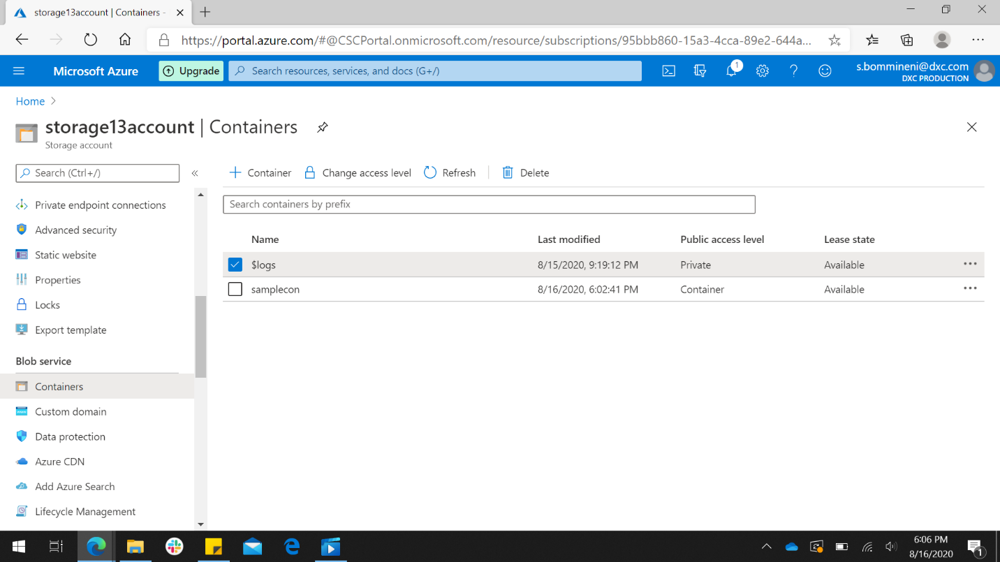 storage13account | Containers -
https://portal.azure.com/#@CSCPortal.onmicrosoft.com/resource/subscriptions/95bbb860-15a3-4cca-89e2-644a...
Microsoft Azure
Upgrade
Search resources, services, and docs (G+/)
1
s.bommineni@dxc.com
DXC PRODUCTION
Home
storage13account | Containers
Storage account
Search (Ctrl+/)
Container Change access level Refresh Delete
Search containers by prefix
Name Last modified Public access level Lease state
$logs 8/15/2020, 9:19:12 PM Private Available
samplecon 8/16/2020, 6:02:41 PM Container Available
Private endpoint connections
Advanced security
Static website
Properties
Locks
Export template
Blob service
Containers
Custom domain
Data protection
Azure CDN
Add Azure Search
Lifecycle Management
6:06 PM
8/16/2020
1